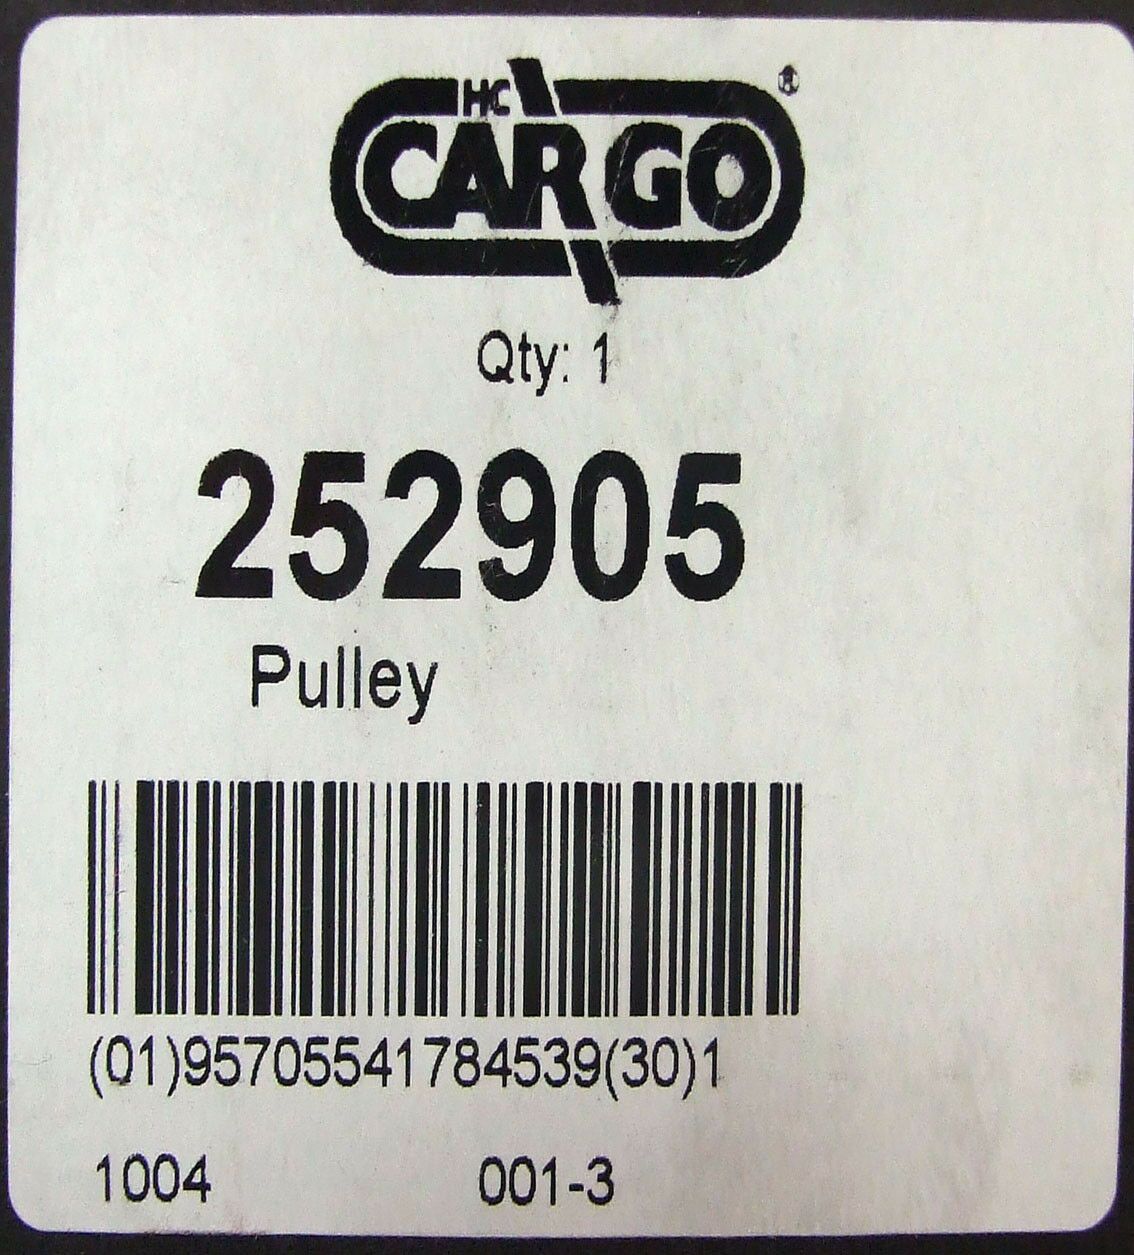 HC
CARGO®
Qty: 1
252905
Pulley
(01)95705541784539(30)1
1004 001-3